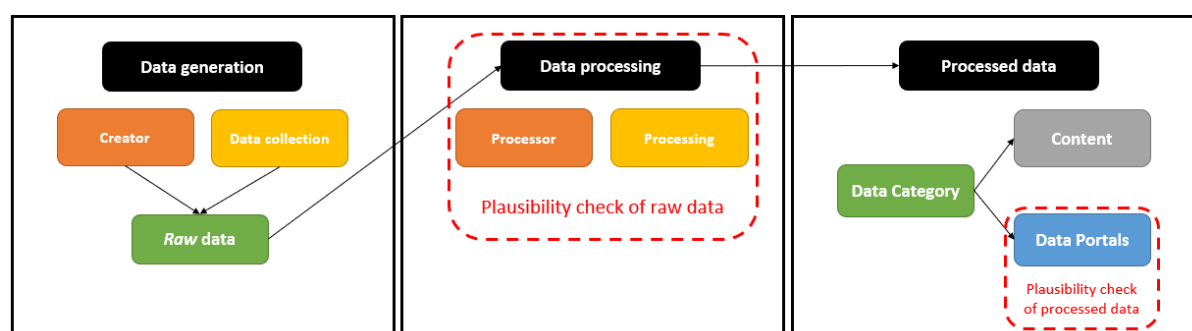 Data generation
Creator
Data collection
Raw data
Data processing
Processor
Processing
Plausibility check of raw data
Processed data
Content
Data Category
Data Portals
Plausibility check
of processed data